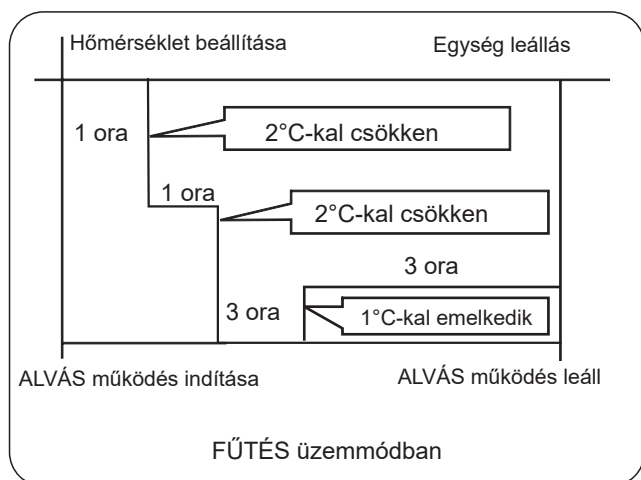 Hőmérséklet beállítása
Egység leállás
1 ora
2°C-kal csökken
1 ora
2°C-kal csökken
3 ora
3 ora
1°C-kal emelkedik
ALVÁS működés indítása
ALVÁS működés leáll
FŰTÉS üzemmódban